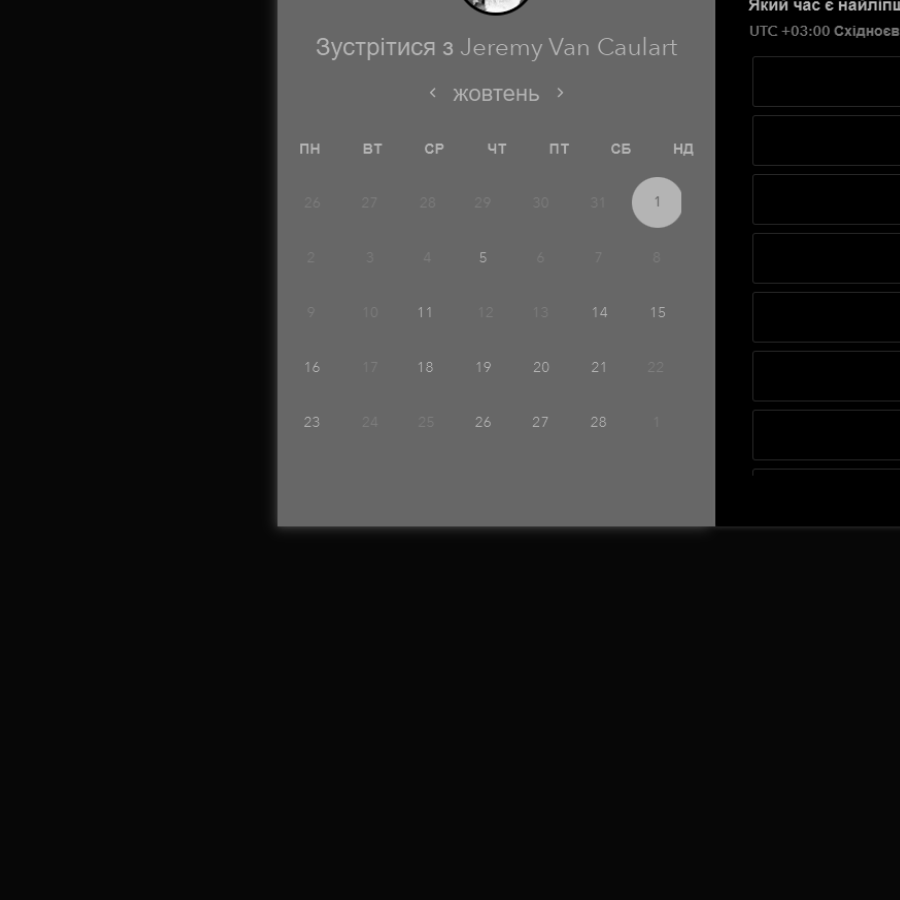 Який час є найліпш
UTC +03:00 Східноєв
Зустрітися з Jeremy Van Caulart
‹ жовтень ›
ПН ВТ СР ЧТ ПТ СБ НД
26 27 28 29 30 31 1
2 3 4 5 6 7 8
9 10 11 12 13 14 15
16 17 18 19 20 21 22
23 24 25 26 27 28 1